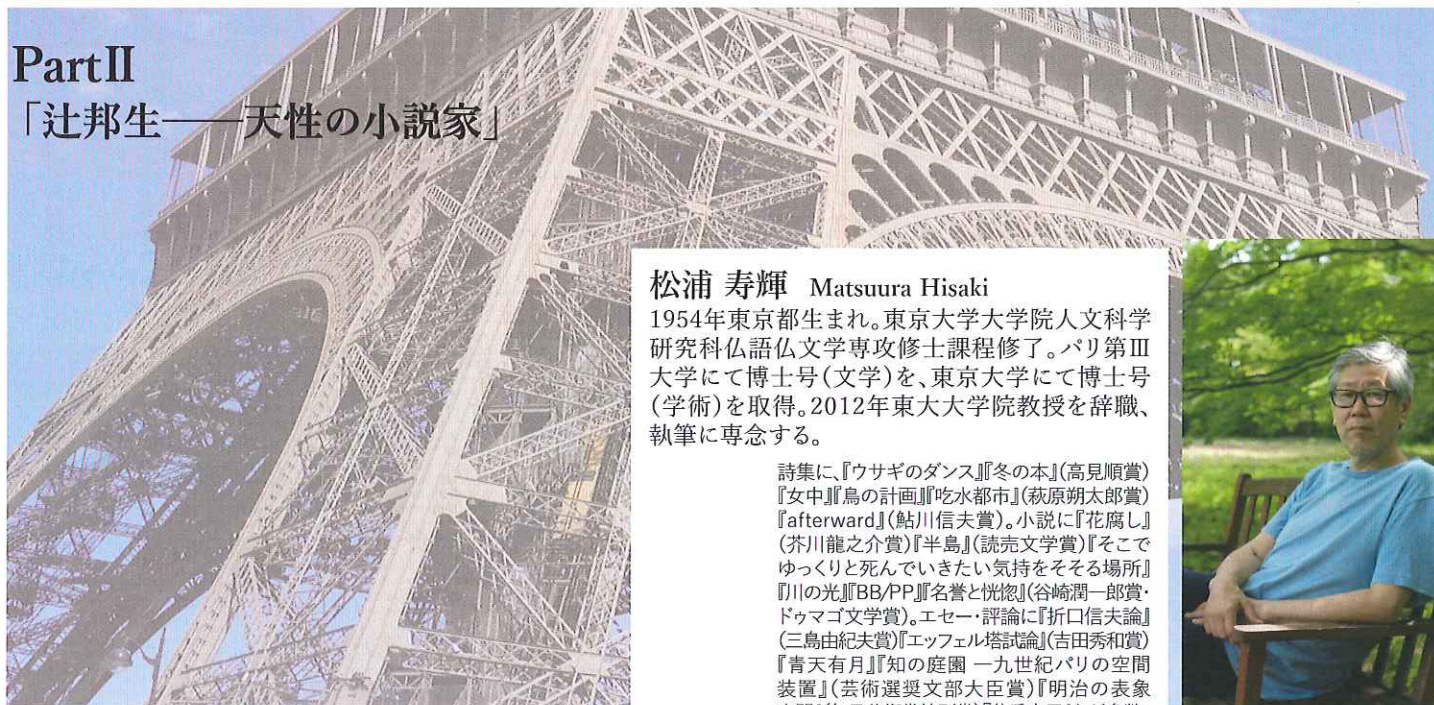 PartⅡ
「辻邦生――天性の小説家」
松浦 寿輝 Matsuura Hisaki
1954年東京都生まれ。東京大学大学院人文科学
研究科仏語仏文学専攻修士課程修了。パリ第Ⅲ
大学にて博士号(文学)を、東京大学にて博士号
(学術)を取得。2012年東大大学院教授を辞職、
執筆に専念する。
詩集に、『ウサギのダンス』『冬の本』(高見順賞)
『女中』『鳥の計画』『吃水都市』(萩原朔太郎賞)
『afterward』(鮎川信夫賞)。小説に『花腐し』
(芥川龍之介賞)『半島』(読売文学賞)『そこで
ゆっくりと死んでいきたい気持をそそる場所』
『川の光』『BB/PP』『名誉と恍惚』(谷崎潤一郎賞・
ドゥマゴ文学賞)。エセー・評論に『折口信夫論』
(三島由紀夫賞)『エッフェル塔試論』(吉田秀和賞)
『青天有月』『知の庭園 一九世紀パリの空間
装置』(芸術選奨文部大臣賞)『明治の表象